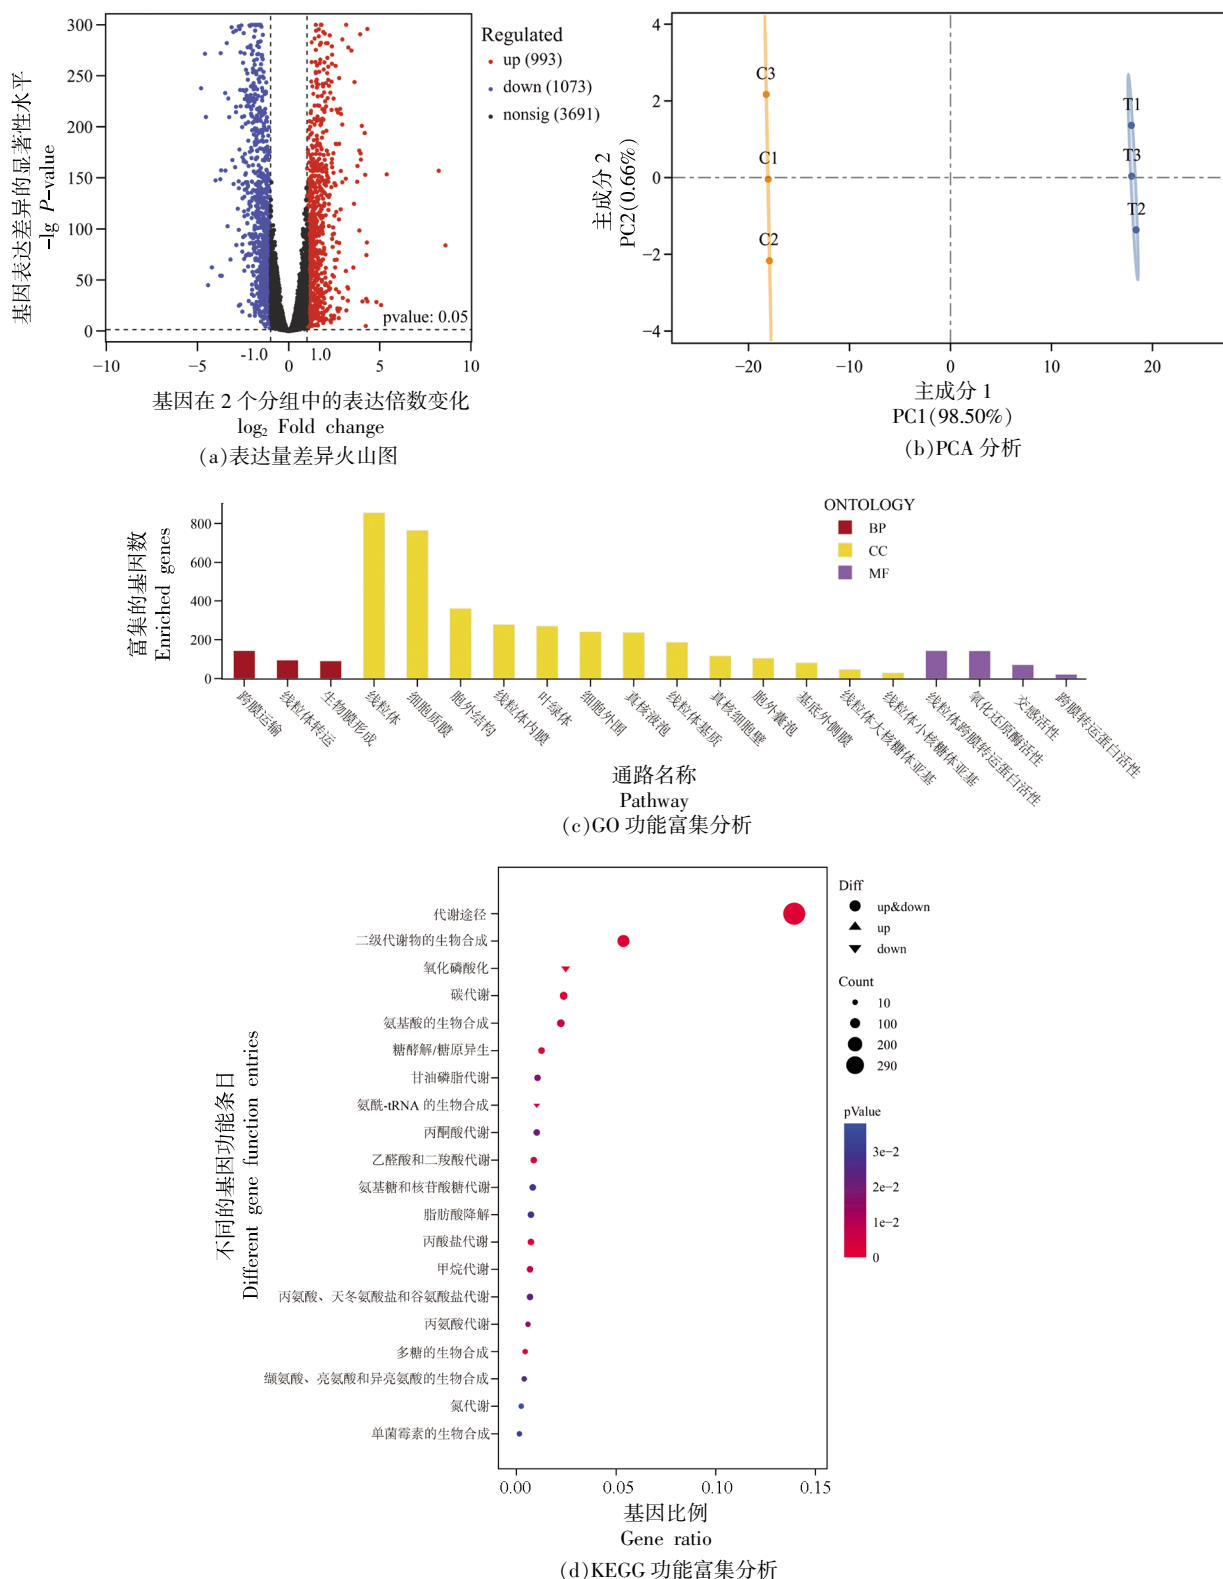 300
250
200
150
100
50
0
基因表达差异的显著性水平
-lg P-value
Regulated
up (993)
down (1073)
nonsig (3691)
pvalue: 0.05
-1.0
1.0
−10
−5
0
5
10
基因在 2 个分组中的表达倍数变化
log₂ Fold change
(a)表达量差异火山图
4
2
0
−2
−4
主成分 2
PC2(0.66%)
C3
C1
C2
T1
T3
T2
−20
−10
0
10
20
主成分 1
PC1(98.50%)
(b)PCA 分析
800
600
400
200
0
富集的基因数
Enriched genes
ONTOLOGY
BP
CC
MF
跨膜运输
线粒体转运
生物膜形成
线粒体
细胞质膜
胞外结构
线粒体内膜
叶绿体
细胞外围
真核液泡
线粒体基质
真核细胞壁
胞外囊泡
基底外侧膜
线粒体大核糖体亚基
线粒体小核糖体亚基
线粒体跨膜转运蛋白活性
氧化还原酶活性
交感活性
跨膜转运蛋白活性
通路名称
Pathway
(c)GO 功能富集分析
不同的基因功能条目
Different gene function entries
代谢途径
二级代谢物的生物合成
氧化磷酸化
碳代谢
氨基酸的生物合成
糖酵解/糖原异生
甘油磷脂代谢
氨酰-tRNA 的生物合成
丙酮酸代谢
乙醛酸和二羧酸代谢
氨基糖和核苷酸糖代谢
脂肪酸降解
丙酸盐代谢
甲烷代谢
丙氨酸、天冬氨酸盐和谷氨酸盐代谢
丙氨酸代谢
多糖的生物合成
缬氨酸、亮氨酸和异亮氨酸的生物合成
氮代谢
单菌霉素的生物合成
Diff
up&down
up
down
Count
10
100
200
290
pValue
3e−2
2e−2
1e−2
0
0.00
0.05
0.10
0.15
基因比例
Gene ratio
(d)KEGG 功能富集分析